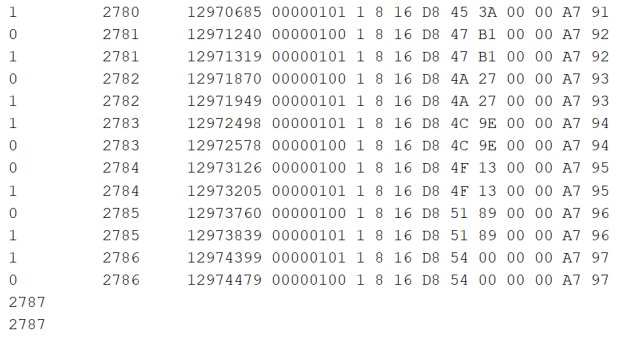 1 2780 12970685 00000101 1 8 16 D8 45 3A 00 00 A7 91
0 2781 12971240 00000100 1 8 16 D8 47 B1 00 00 A7 92
1 2781 12971319 00000101 1 8 16 D8 47 B1 00 00 A7 92
0 2782 12971870 00000100 1 8 16 D8 4A 27 00 00 A7 93
1 2782 12971949 00000101 1 8 16 D8 4A 27 00 00 A7 93
1 2783 12972498 00000101 1 8 16 D8 4C 9E 00 00 A7 94
0 2783 12972578 00000100 1 8 16 D8 4C 9E 00 00 A7 94
0 2784 12973126 00000100 1 8 16 D8 4F 13 00 00 A7 95
1 2784 12973205 00000101 1 8 16 D8 4F 13 00 00 A7 95
0 2785 12973760 00000100 1 8 16 D8 51 89 00 00 A7 96
1 2785 12973839 00000101 1 8 16 D8 51 89 00 00 A7 96
1 2786 12974399 00000101 1 8 16 D8 54 00 00 00 A7 97
0 2786 12974479 00000100 1 8 16 D8 54 00 00 00 A7 97
2787
2787